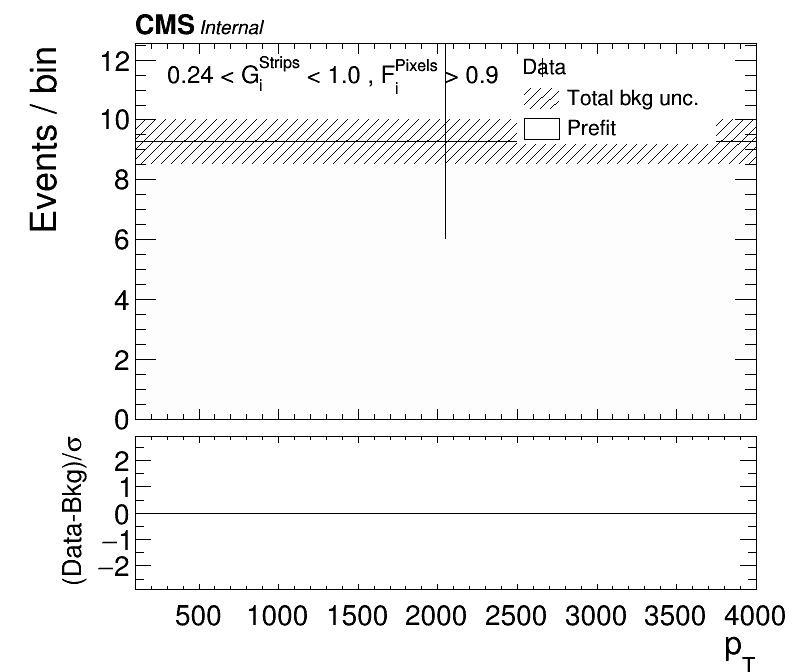 CMS Internal
0.24 < G_i^Strips < 1.0 , F_i^Pixels > 0.9
Data
Total bkg unc.
Prefit
Events / bin
12
10
8
6
4
2
0
(Data-Bkg)/σ
2
1
0
−1
−2
500 1000 1500 2000 2500 3000 3500 4000
p_T